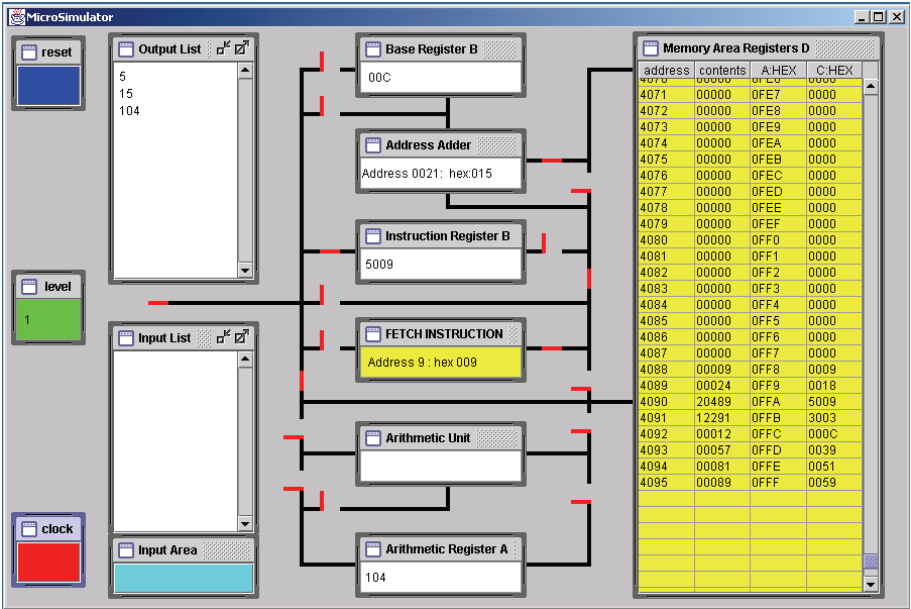 MicroSimulator
reset
Output List
5
15
104
level
1
Input List
clock
Input Area
Base Register B
00C
Address Adder
Address 0021: hex:015
Instruction Register B
5009
FETCH INSTRUCTION
Address 9 : hex 009
Arithmetic Unit
Arithmetic Register A
104
Memory Area Registers D
address contents A:HEX C:HEX
4070 00000 0FE6 0000
4071 00000 0FE7 0000
4072 00000 0FE8 0000
4073 00000 0FE9 0000
4074 00000 0FEA 0000
4075 00000 0FEB 0000
4076 00000 0FEC 0000
4077 00000 0FED 0000
4078 00000 0FEE 0000
4079 00000 0FEF 0000
4080 00000 0FF0 0000
4081 00000 0FF1 0000
4082 00000 0FF2 0000
4083 00000 0FF3 0000
4084 00000 0FF4 0000
4085 00000 0FF5 0000
4086 00000 0FF6 0000
4087 00000 0FF7 0000
4088 00009 0FF8 0009
4089 00024 0FF9 0018
4090 20489 0FFA 5009
4091 12291 0FFB 3003
4092 00012 0FFC 000C
4093 00057 0FFD 0039
4094 00081 0FFE 0051
4095 00089 0FFF 0059